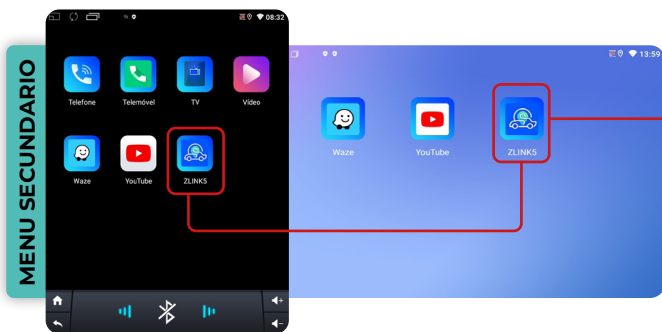 MENU SECUNDARIO
08:32
Telefone
Telemóvel
TV
Vídeo
Waze
YouTube
ZLINK5
13:59
Waze
YouTube
ZLINK5